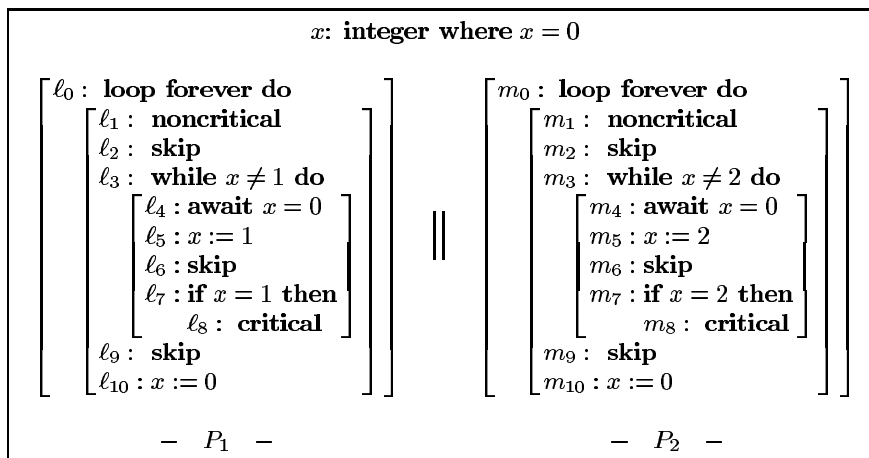 x: integer where x = 0
ℓ0 : loop forever do
ℓ1 : noncritical
ℓ2 : skip
ℓ3 : while x ≠ 1 do
ℓ4 : await x = 0
ℓ5 : x := 1
ℓ6 : skip
ℓ7 : if x = 1 then
ℓ8 : critical
ℓ9 : skip
ℓ10 : x := 0
– P1 –
||
m0 : loop forever do
m1 : noncritical
m2 : skip
m3 : while x ≠ 2 do
m4 : await x = 0
m5 : x := 2
m6 : skip
m7 : if x = 2 then
m8 : critical
m9 : skip
m10 : x := 0
– P2 –